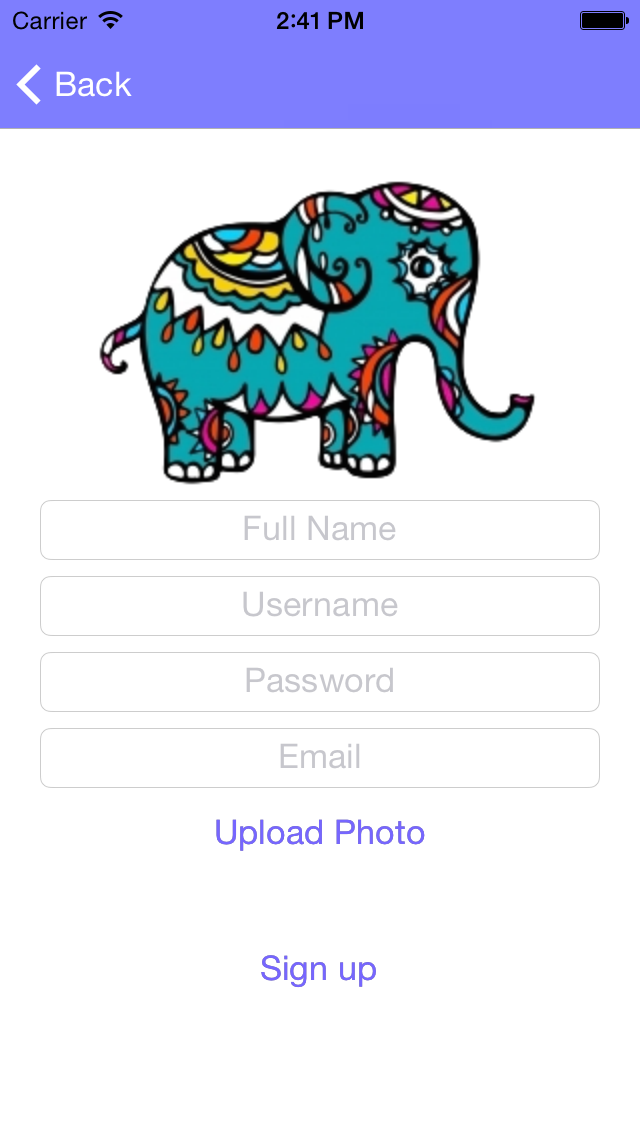 Carrier 2:41 PM
Back
Full Name
Username
Password
Email
Upload Photo
Sign up